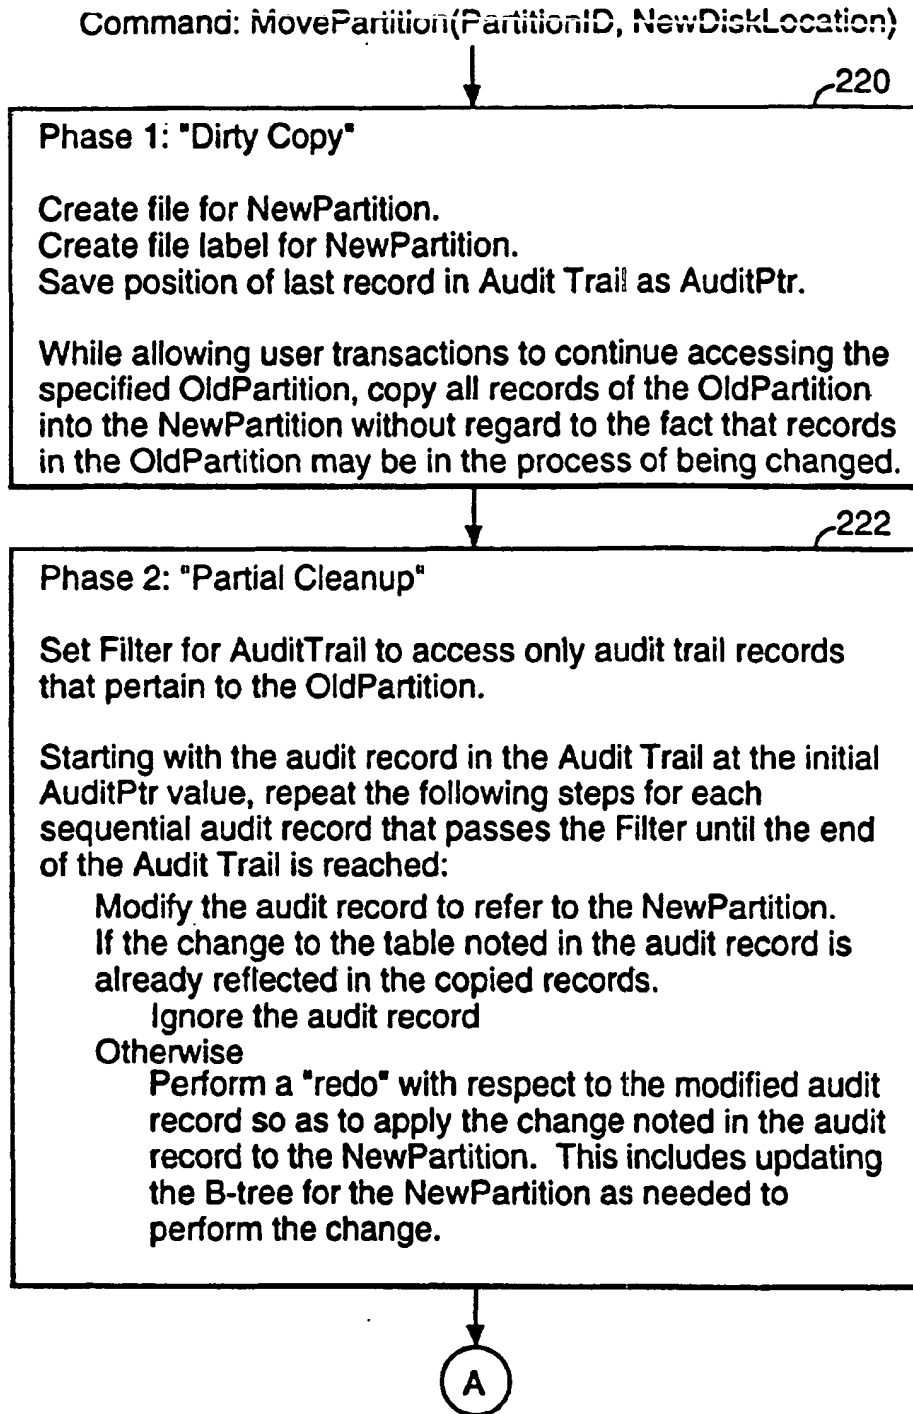 Command: MovePartition(PartitionID, NewDiskLocation)
220
Phase 1: "Dirty Copy"
Create file for NewPartition.
Create file label for NewPartition.
Save position of last record in Audit Trail as AuditPtr.
While allowing user transactions to continue accessing the
specified OldPartition, copy all records of the OldPartition
into the NewPartition without regard to the fact that records
in the OldPartition may be in the process of being changed.
222
Phase 2: "Partial Cleanup"
Set Filter for AuditTrail to access only audit trail records
that pertain to the OldPartition.
Starting with the audit record in the Audit Trail at the initial
AuditPtr value, repeat the following steps for each
sequential audit record that passes the Filter until the end
of the Audit Trail is reached:
Modify the audit record to refer to the NewPartition.
If the change to the table noted in the audit record is
already reflected in the copied records.
Ignore the audit record
Otherwise
Perform a "redo" with respect to the modified audit
record so as to apply the change noted in the audit
record to the NewPartition. This includes updating
the B-tree for the NewPartition as needed to
perform the change.
A